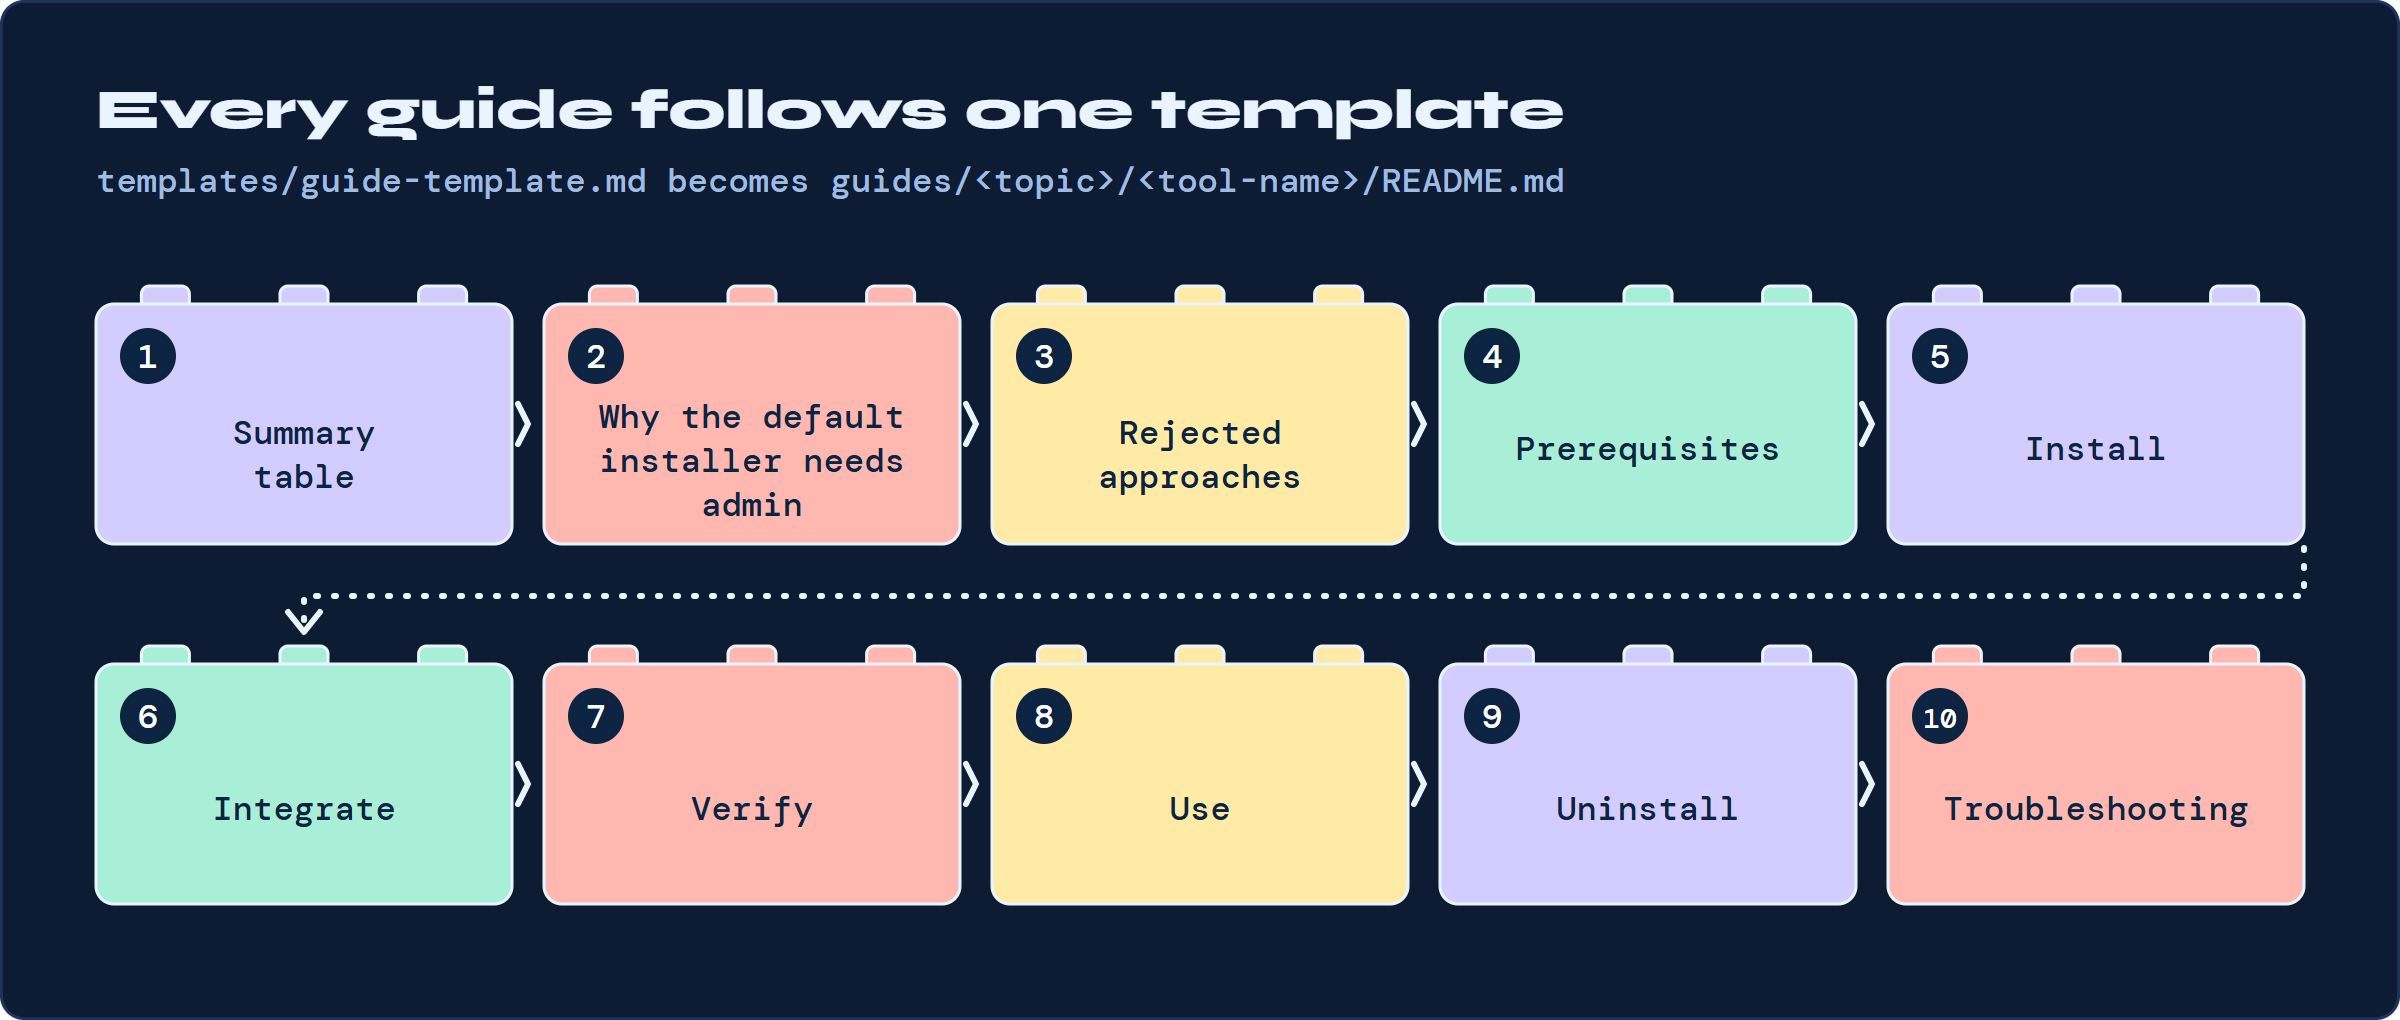 Every guide follows one template
templates/guide-template.md becomes guides/<topic>/<tool-name>/README.md
1
Summary
table
2
Why the default
installer needs
admin
3
Rejected
approaches
4
Prerequisites
5
Install
6
Integrate
7
Verify
8
Use
9
Uninstall
10
Troubleshooting